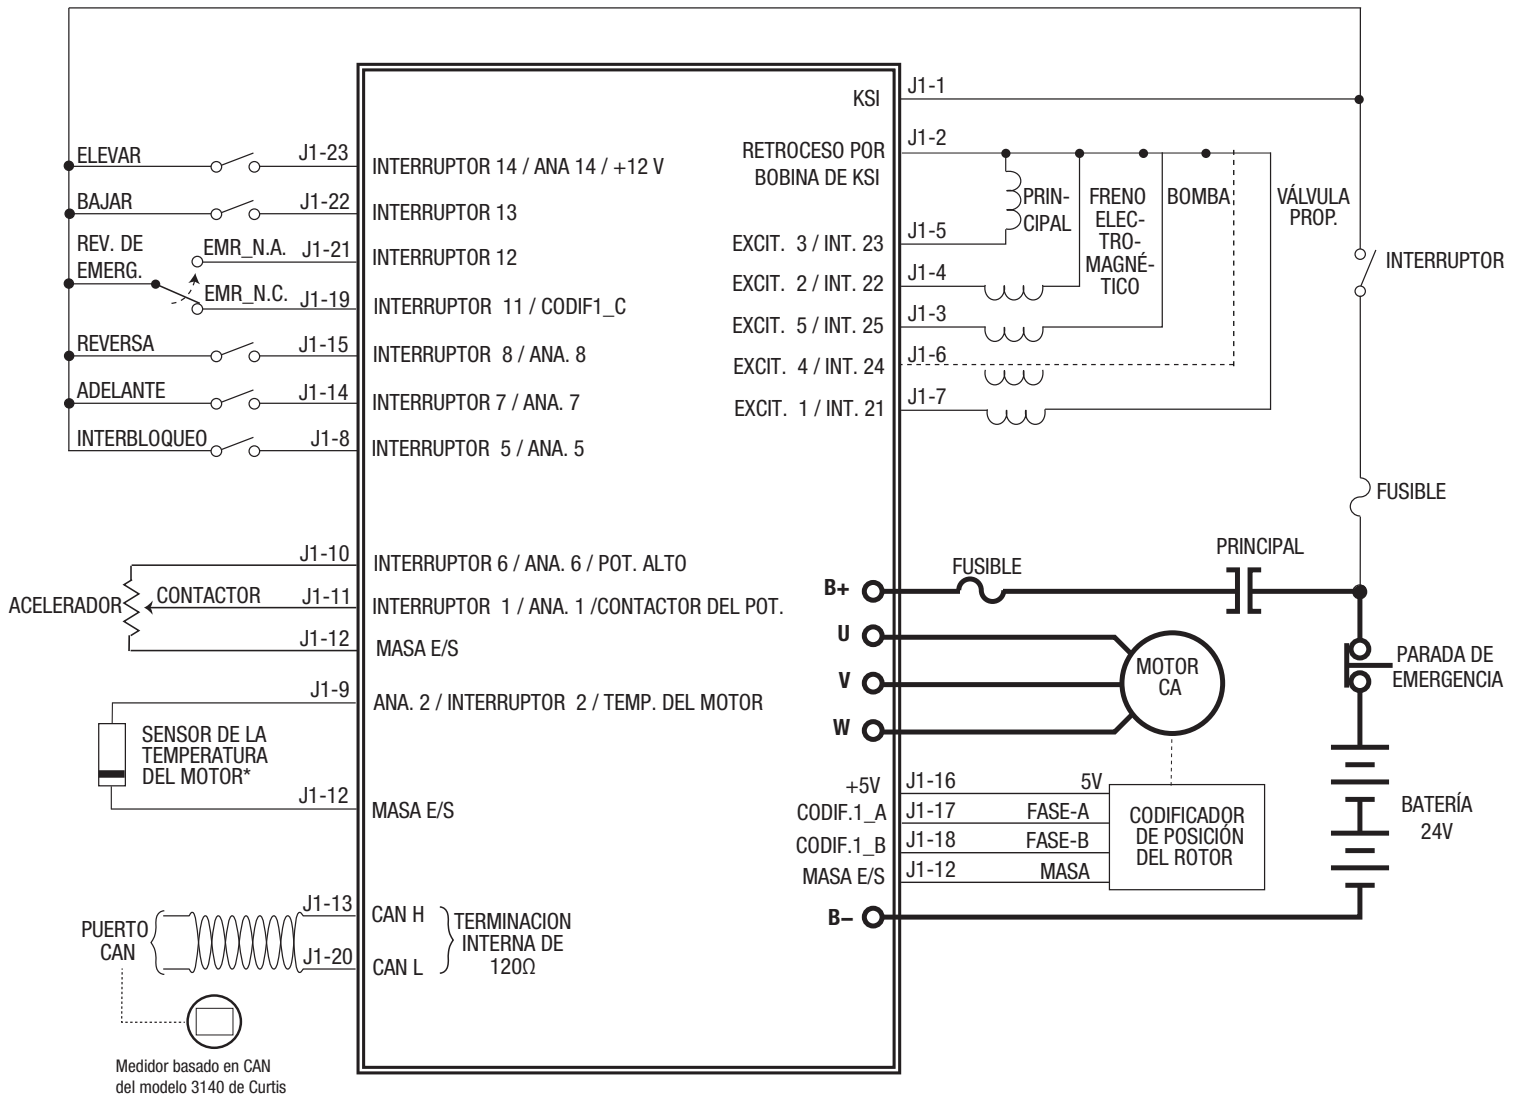 KSI
J1-1
ELEVAR
J1-23
INTERRUPTOR 14 / ANA 14 / +12 V
BAJAR
J1-22
INTERRUPTOR 13
REV. DE
EMERG.
EMR_N.A.
J1-21
INTERRUPTOR 12
EMR_N.C.
J1-19
INTERRUPTOR 11 / CODIF1_C
REVERSA
J1-15
INTERRUPTOR 8 / ANA. 8
ADELANTE
J1-14
INTERRUPTOR 7 / ANA. 7
INTERBLOQUEO
J1-8
INTERRUPTOR 5 / ANA. 5
RETROCESO POR
BOBINA DE KSI
J1-2
PRIN-
CIPAL
FRENO
ELEC-
TRO-
MAGNÉ-
TICO
BOMBA
VÁLVULA
PROP.
EXCIT. 3 / INT. 23
J1-5
EXCIT. 2 / INT. 22
J1-4
EXCIT. 5 / INT. 25
J1-3
EXCIT. 4 / INT. 24
J1-6
EXCIT. 1 / INT. 21
J1-7
INTERRUPTOR
FUSIBLE
ACELERADOR
J1-10
INTERRUPTOR 6 / ANA. 6 / POT. ALTO
CONTACTOR
J1-11
INTERRUPTOR 1 / ANA. 1 /CONTACTOR DEL POT.
J1-12
MASA E/S
J1-9
ANA. 2 / INTERRUPTOR 2 / TEMP. DEL MOTOR
SENSOR DE LA
TEMPERATURA
DEL MOTOR*
J1-12
MASA E/S
B+
FUSIBLE
PRINCIPAL
U
V
W
MOTOR
CA
PARADA DE
EMERGENCIA
BATERÍA
24V
+5V
J1-16
5V
CODIF.1_A
J1-17
FASE-A
CODIF.1_B
J1-18
FASE-B
MASA E/S
J1-12
MASA
CODIFICADOR
DE POSICIÓN
DEL ROTOR
B–
PUERTO
CAN
J1-13
CAN H
J1-20
CAN L
TERMINACION
INTERNA DE
120Ω
Medidor basado en CAN
del modelo 3140 de Curtis